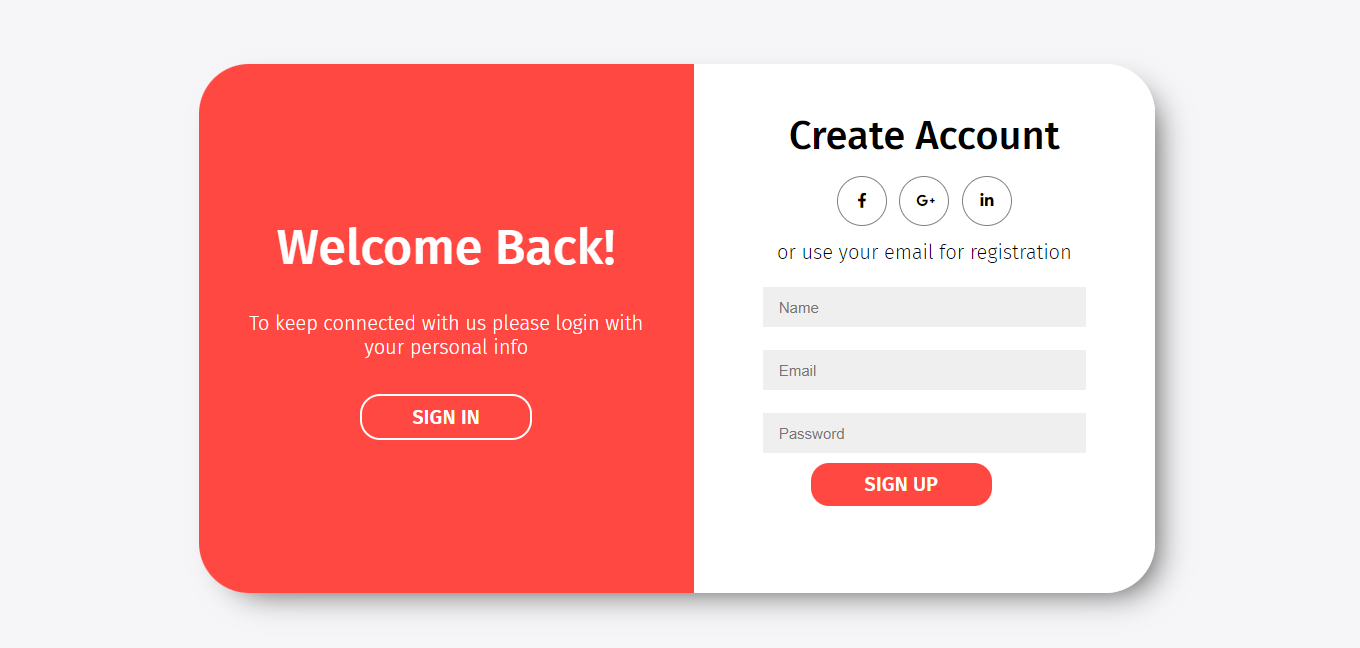 Welcome Back!
To keep connected with us please login with
your personal info
SIGN IN
Create Account
f G+ in
or use your email for registration
Name
Email
Password
SIGN UP